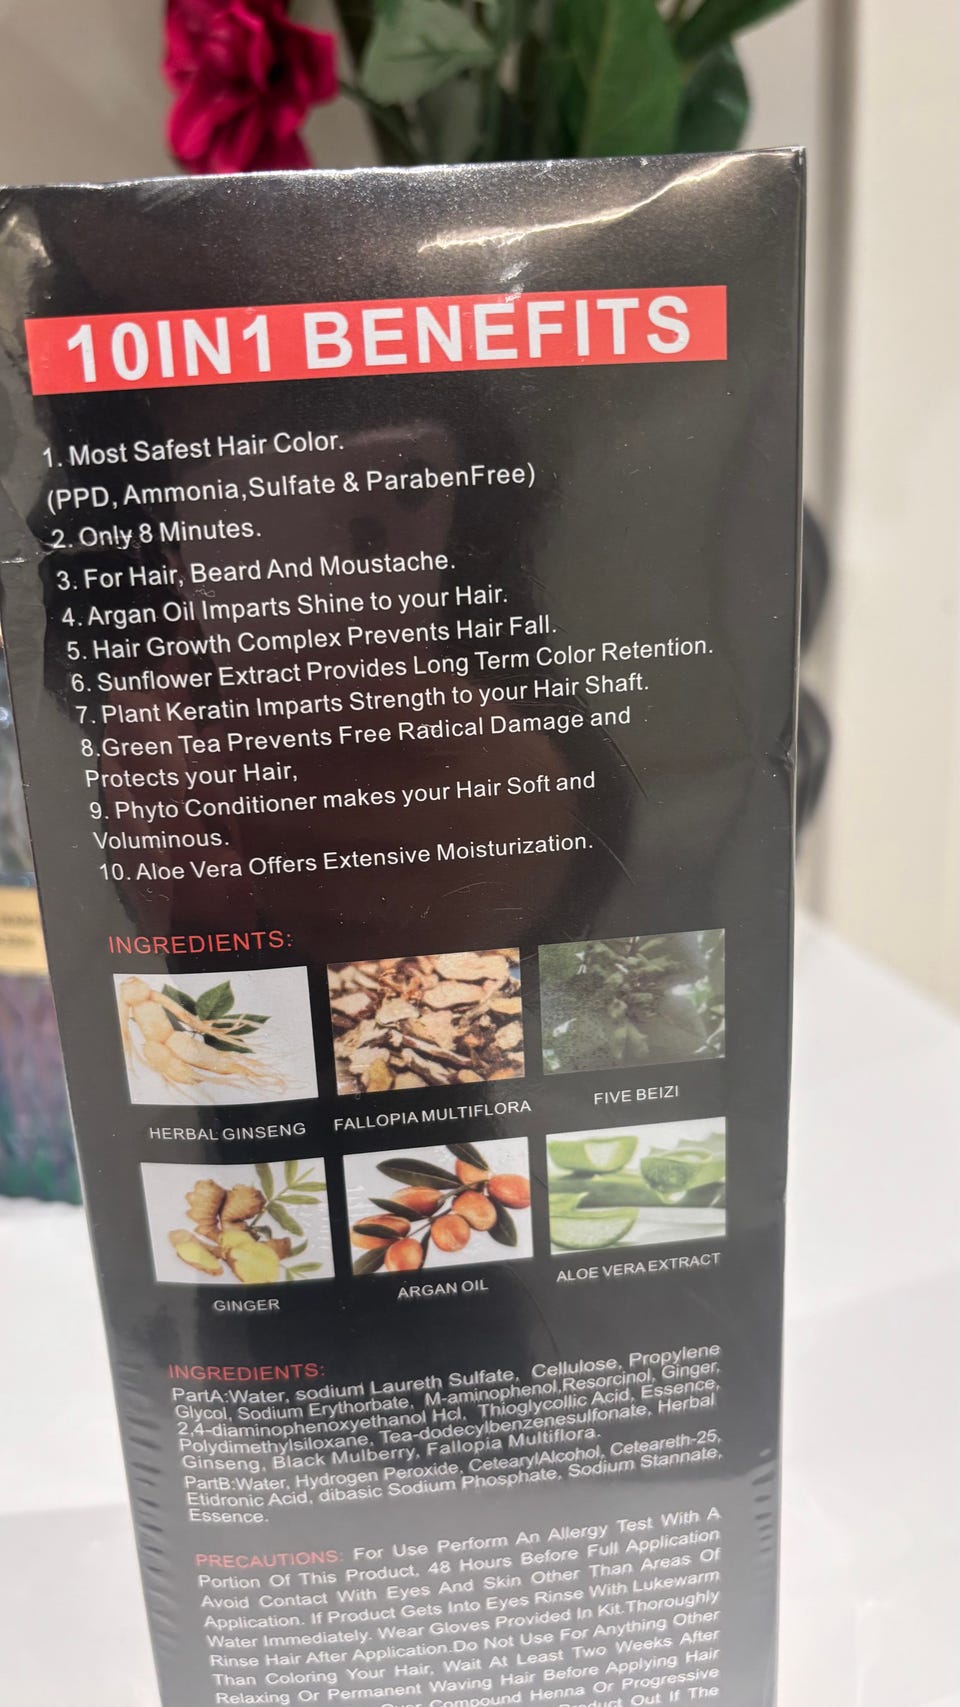 10IN1 BENEFITS
1. Most Safest Hair Color.
(PPD, Ammonia,Sulfate & ParabenFree)
2. Only 8 Minutes.
3. For Hair, Beard And Moustache.
4. Argan Oil Imparts Shine to your Hair.
5. Hair Growth Complex Prevents Hair Fall.
6. Sunflower Extract Provides Long Term Color Retention.
7. Plant Keratin Imparts Strength to your Hair Shaft.
8.Green Tea Prevents Free Radical Damage and
Protects your Hair,
9. Phyto Conditioner makes your Hair Soft and
Voluminous.
10. Aloe Vera Offers Extensive Moisturization.
INGREDIENTS:
HERBAL GINSENG
FALLOPIA MULTIFLORA
FIVE BEIZI
GINGER
ARGAN OIL
ALOE VERA EXTRACT
INGREDIENTS:
PartA:Water, sodium Laureth Sulfate, Cellulose, Propylene
Glycol, Sodium Erythorbate, M-aminophenol,Resorcinol, Ginger,
2,4-diaminophenoxyethanol Hcl, Thioglycollic Acid, Essence,
Polydimethylsiloxane, Tea-dodecylbenzenesulfonate, Herbal
Ginseng, Black Mulberry, Fallopia Multiflora.
PartB:Water, Hydrogen Peroxide, CetearylAlcohol, Ceteareth-25,
Etidronic Acid, dibasic Sodium Phosphate, Sodium Stannate,
Essence.
PRECAUTIONS: For Use Perform An Allergy Test With A
Portion Of This Product, 48 Hours Before Full Application
Avoid Contact With Eyes And Skin Other Than Areas Of
Application. If Product Gets Into Eyes Rinse With Lukewarm
Water Immediately. Wear Gloves Provided In Kit.Thoroughly
Rinse Hair After Application.Do Not Use For Anything Other
Than Coloring Your Hair, Wait At Least Two Weeks After
Relaxing Or Permanent Waving Hair Before Applying Hair
Over Compound Henna Or Progressive
Product Out If The